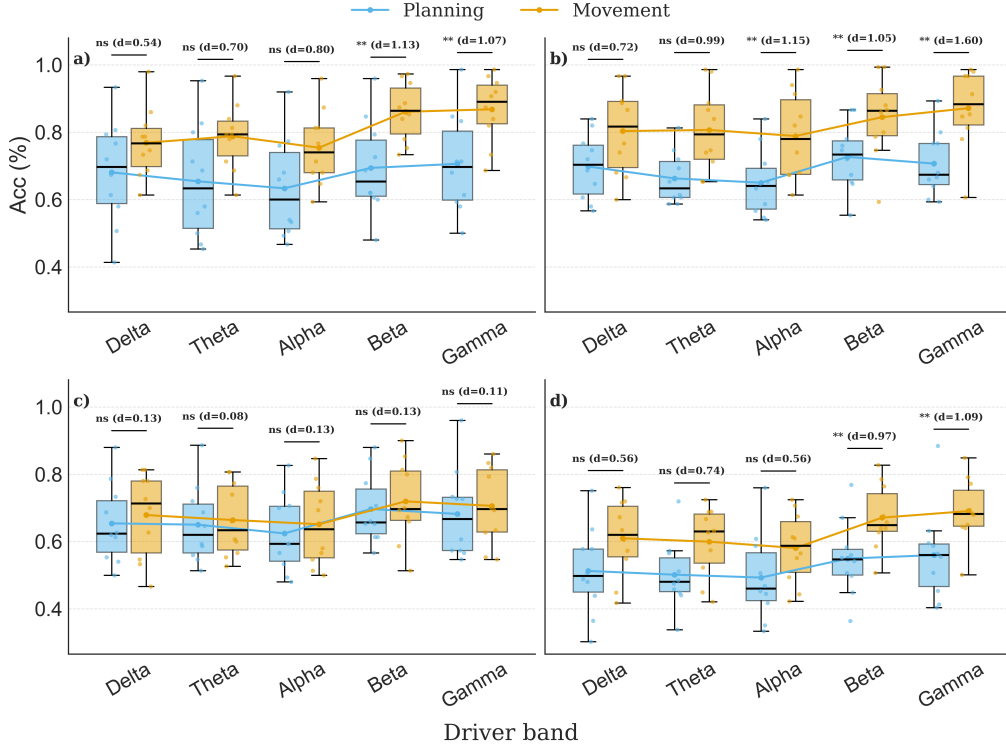 Planning Movement
a) ns (d=0.54) ns (d=0.70) ns (d=0.80) ** (d=1.13) ** (d=1.07)
b) ns (d=0.72) ns (d=0.99) ** (d=1.15) ** (d=1.05) ** (d=1.60)
Acc (%)
1.0
0.8
0.6
0.4
Delta Theta Alpha Beta Gamma
Delta Theta Alpha Beta Gamma
c) ns (d=0.13) ns (d=0.08) ns (d=0.13) ns (d=0.13) ns (d=0.11)
d) ns (d=0.56) ns (d=0.74) ns (d=0.56) ** (d=0.97) ** (d=1.09)
Acc (%)
1.0
0.8
0.6
0.4
Delta Theta Alpha Beta Gamma
Delta Theta Alpha Beta Gamma
Driver band